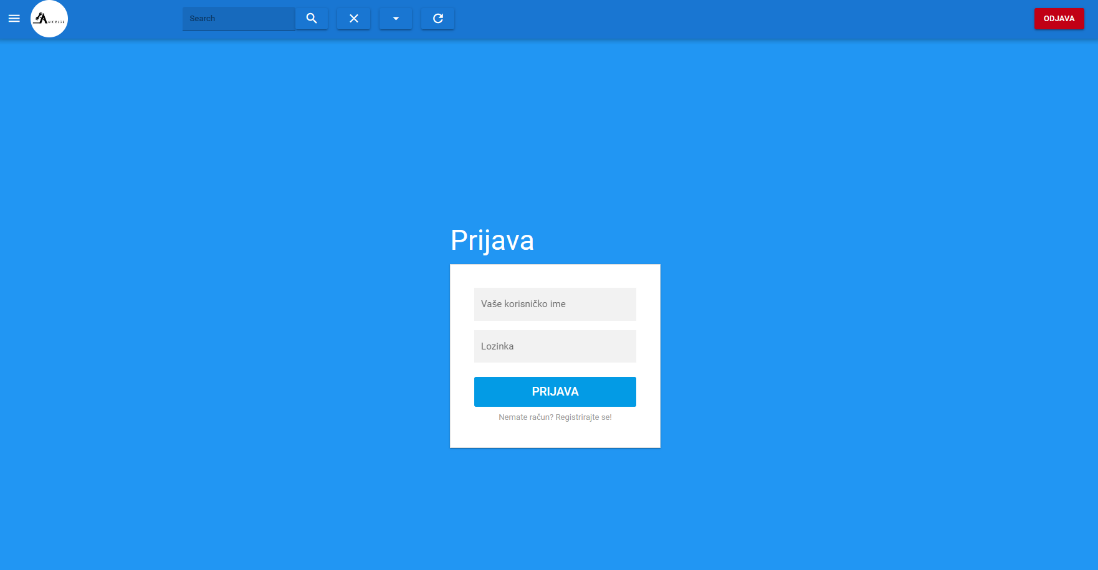 Search
ODJAVA
Prijava
Vaše korisničko ime
Lozinka
PRIJAVA
Nemate račun? Registrirajte se!